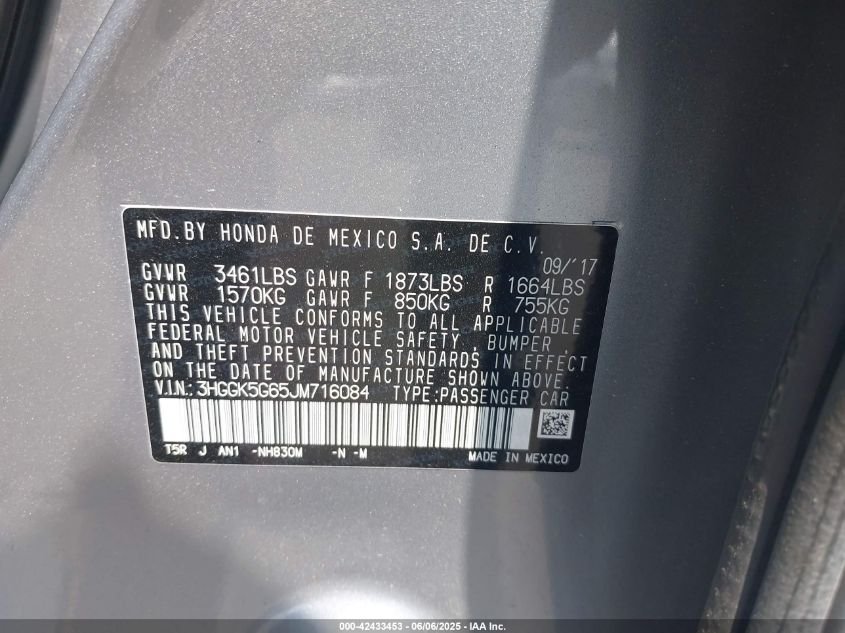 MFD.BY HONDA DE MEXICO S.A. DE C.V.
09/'17
GVWR 3461LBS GAWR F 1873LBS R 1664LBS
GVWR 1570KG GAWR F 850KG R 755KG
THIS VEHICLE CONFORMS TO ALL APPLICABLE
FEDERAL MOTOR VEHICLE SAFETY, BUMPER,
AND THEFT PREVENTION STANDARDS IN EFFECT
ON THE DATE OF MANUFACTURE SHOWN ABOVE.
V.I.N.:3HGGK5G65JM716084 TYPE:PASSENGER CAR
T5R J AN1 -NH830M -N -M MADE IN MEXICO
000-42433453 - 06/06/2025 - IAA Inc.